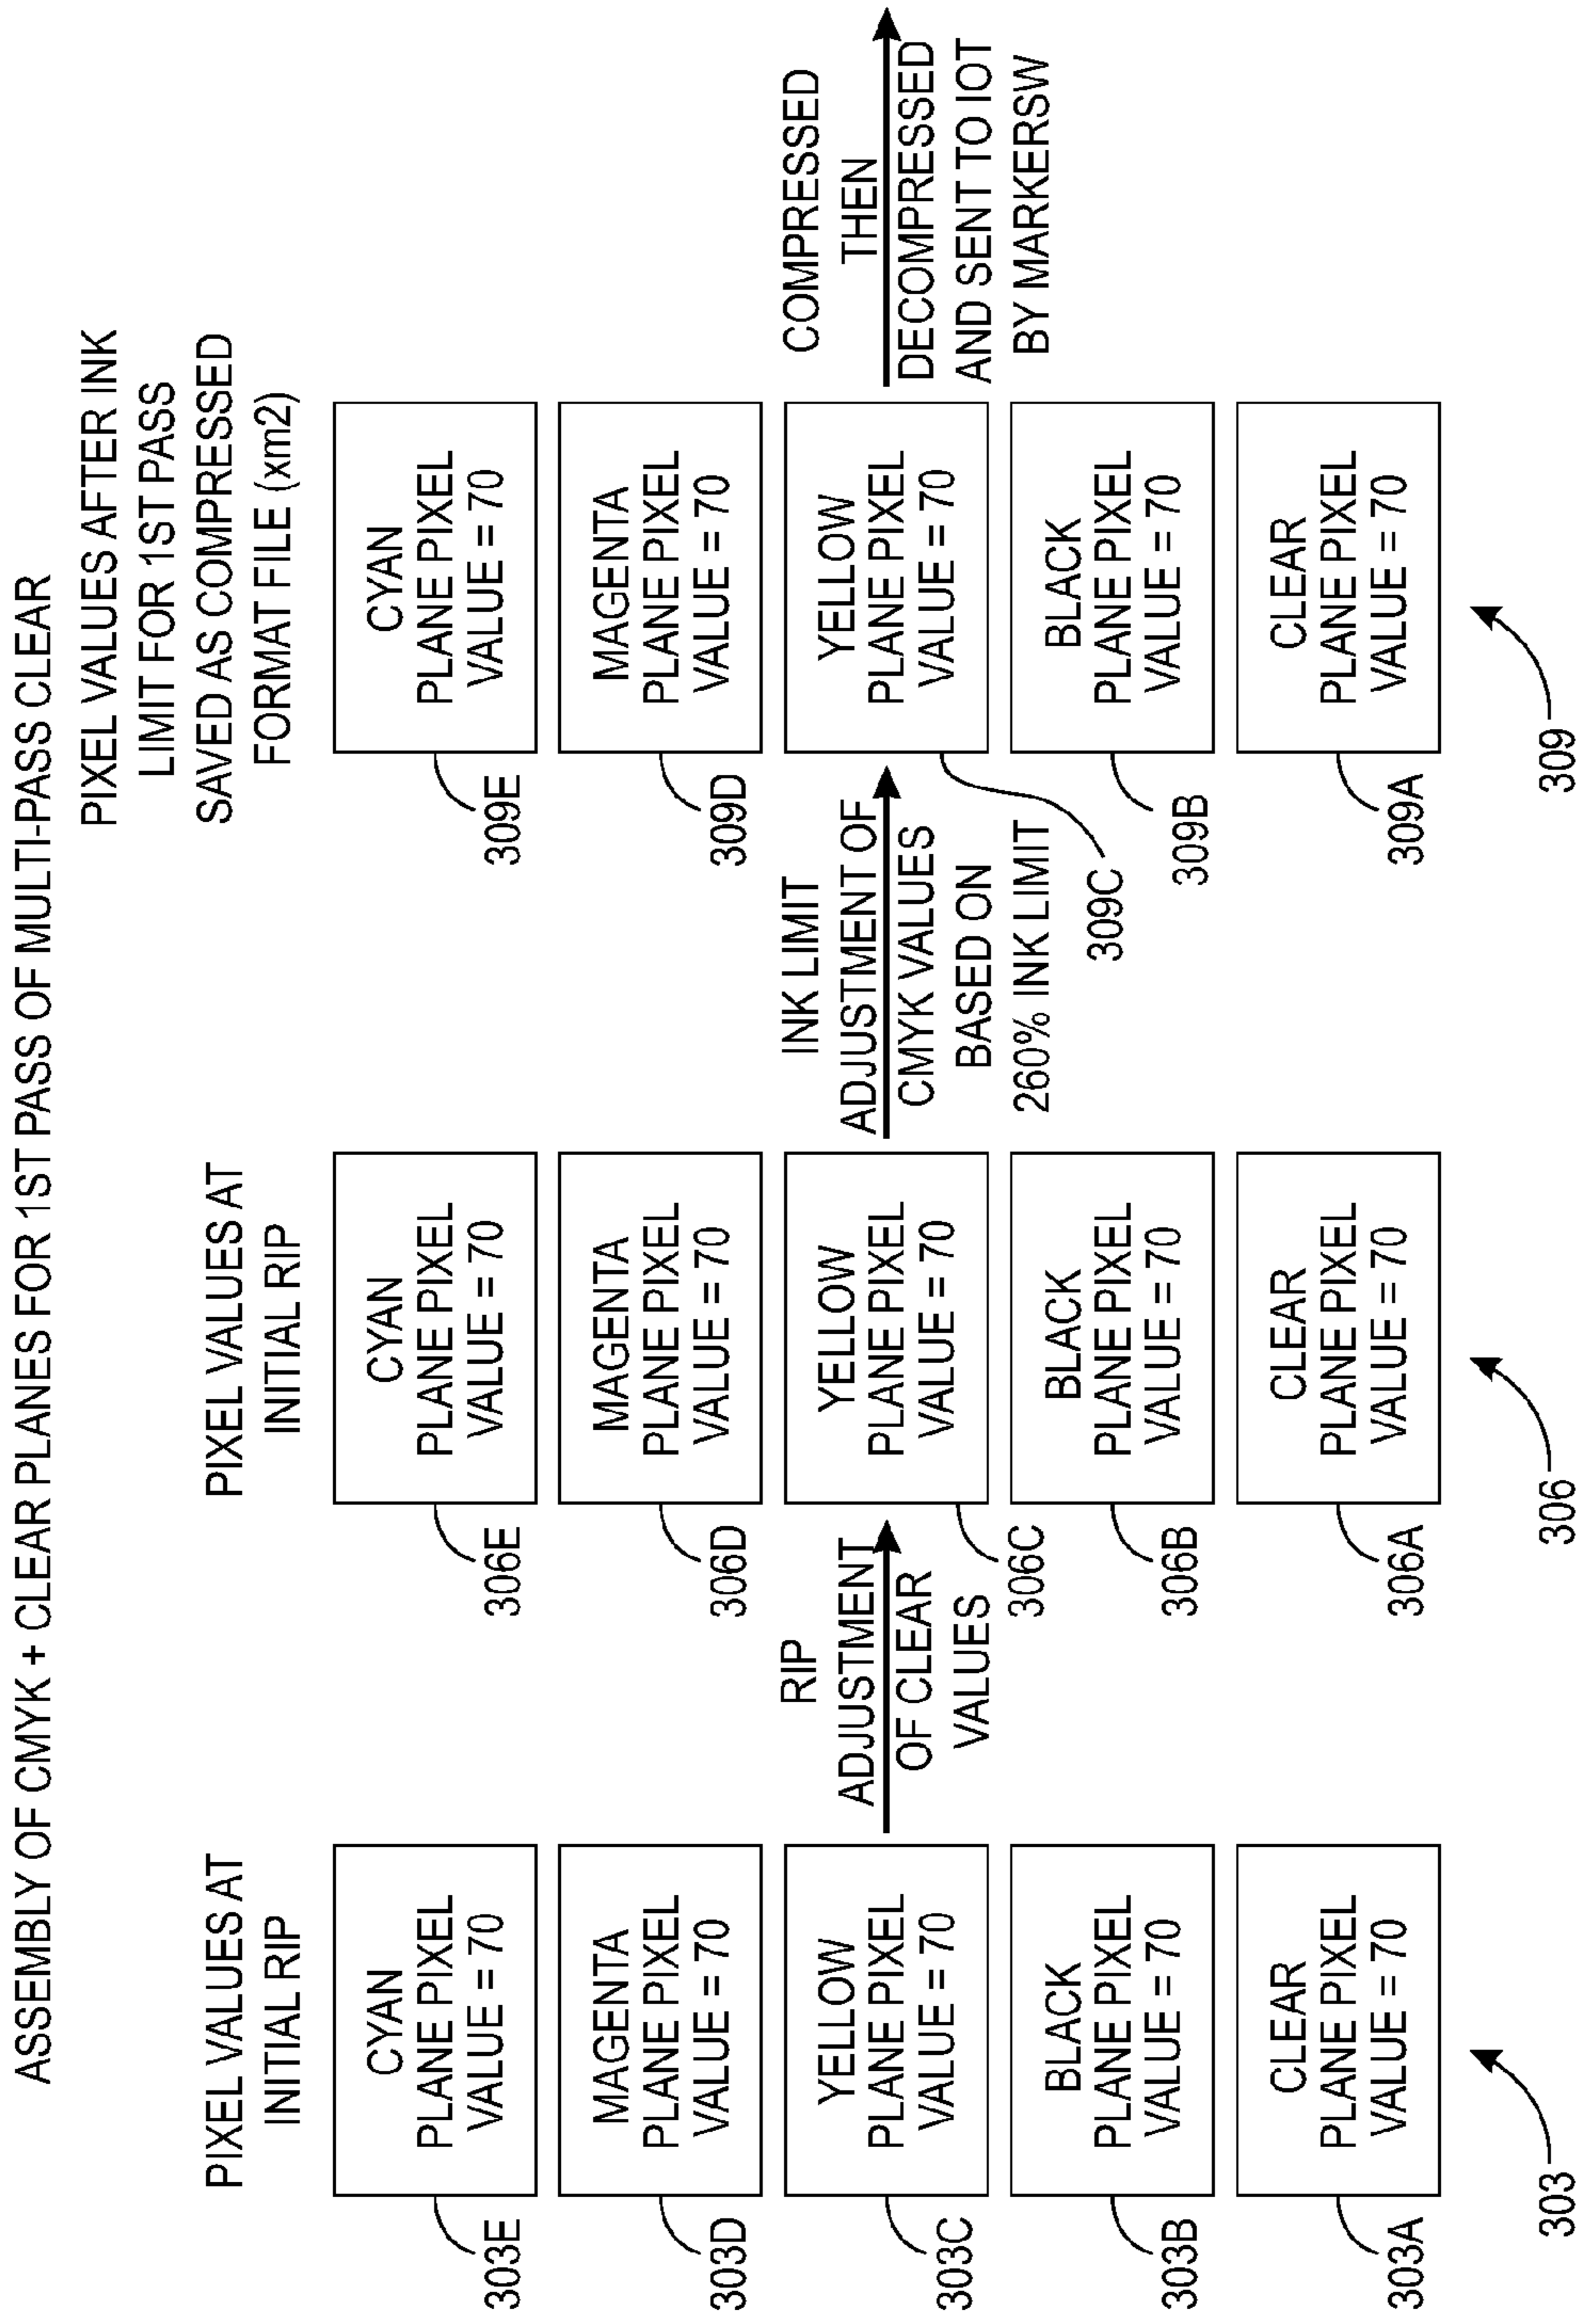 ASSEMBLY OF CMYK + CLEAR PLANES FOR 1ST PASS OF MULTI-PASS CLEAR
PIXEL VALUES AT
INITIAL RIP
303E
CYAN
PLANE PIXEL
VALUE = 70
303D
MAGENTA
PLANE PIXEL
VALUE = 70
303C
YELLOW
PLANE PIXEL
VALUE = 70
303B
BLACK
PLANE PIXEL
VALUE = 70
303A
CLEAR
PLANE PIXEL
VALUE = 70
303
RIP
ADJUSTMENT
OF CLEAR
VALUES
PIXEL VALUES AT
INITIAL RIP
306E
CYAN
PLANE PIXEL
VALUE = 70
306D
MAGENTA
PLANE PIXEL
VALUE = 70
306C
YELLOW
PLANE PIXEL
VALUE = 70
306B
BLACK
PLANE PIXEL
VALUE = 70
306A
CLEAR
PLANE PIXEL
VALUE = 70
306
INK LIMIT
ADJUSTMENT OF
CMYK VALUES
BASED ON
260% INK LIMIT
PIXEL VALUES AFTER INK
LIMIT FOR 1ST PASS
SAVED AS COMPRESSED
FORMAT FILE (xm2)
309E
CYAN
PLANE PIXEL
VALUE = 70
309D
MAGENTA
PLANE PIXEL
VALUE = 70
309C
YELLOW
PLANE PIXEL
VALUE = 70
309B
BLACK
PLANE PIXEL
VALUE = 70
309A
CLEAR
PLANE PIXEL
VALUE = 70
309
COMPRESSED
THEN
DECOMPRESSED
AND SENT TO IOT
BY MARKERSW